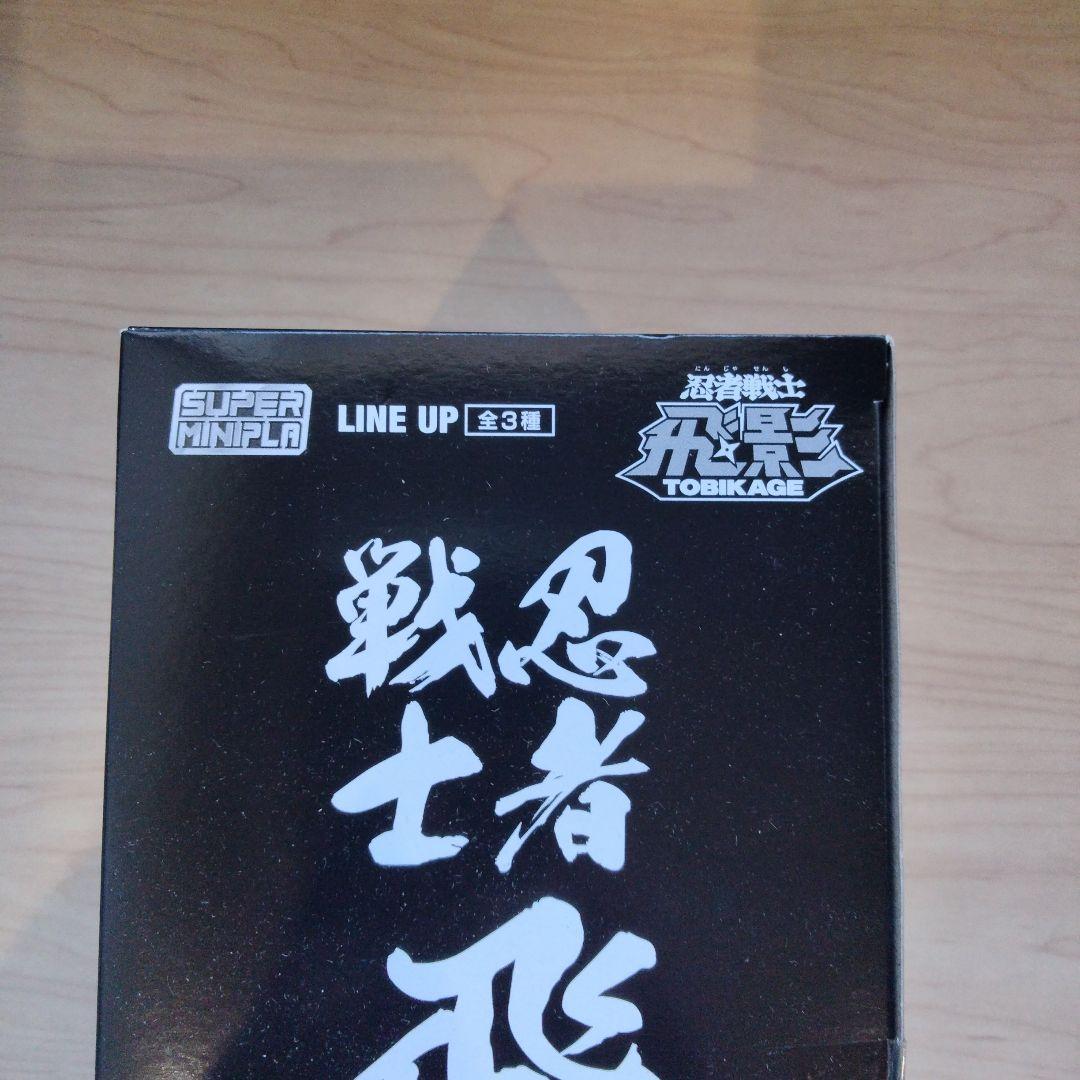 SUPER
MINIPLA
LINE UP 全3種
にんじゃせんし
忍者戦士
飛影
TOBIKAGE
忍者
戦士
飛